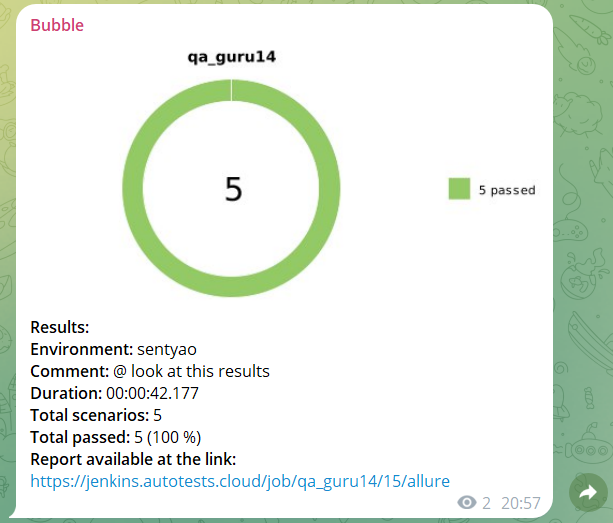 Bubble
qa_guru14
5
5 passed
Results:
Environment: sentyao
Comment: @ look at this results
Duration: 00:00:42.177
Total scenarios: 5
Total passed: 5 (100 %)
Report available at the link:
https://jenkins.autotests.cloud/job/qa_guru14/15/allure
2 20:57